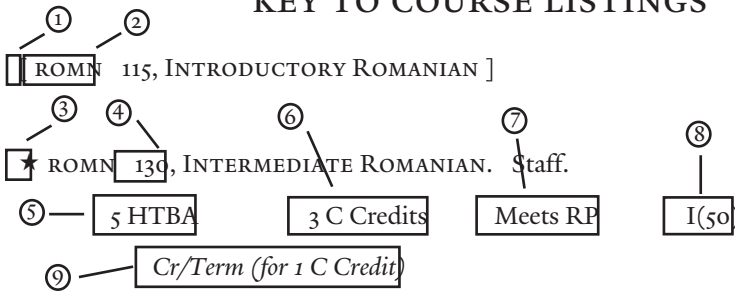 KEY TO COURSE LISTINGS
① ②
[ ROMN 115, INTRODUCTORY ROMANIAN ]
③ ④ ⑥ ⑦ ⑧
★ ROMN 130, INTERMEDIATE ROMANIAN. Staff.
⑤ 5 HTBA 3 C Credits Meets RP I(50)
⑨ Cr/Term (for 1 C Credit)